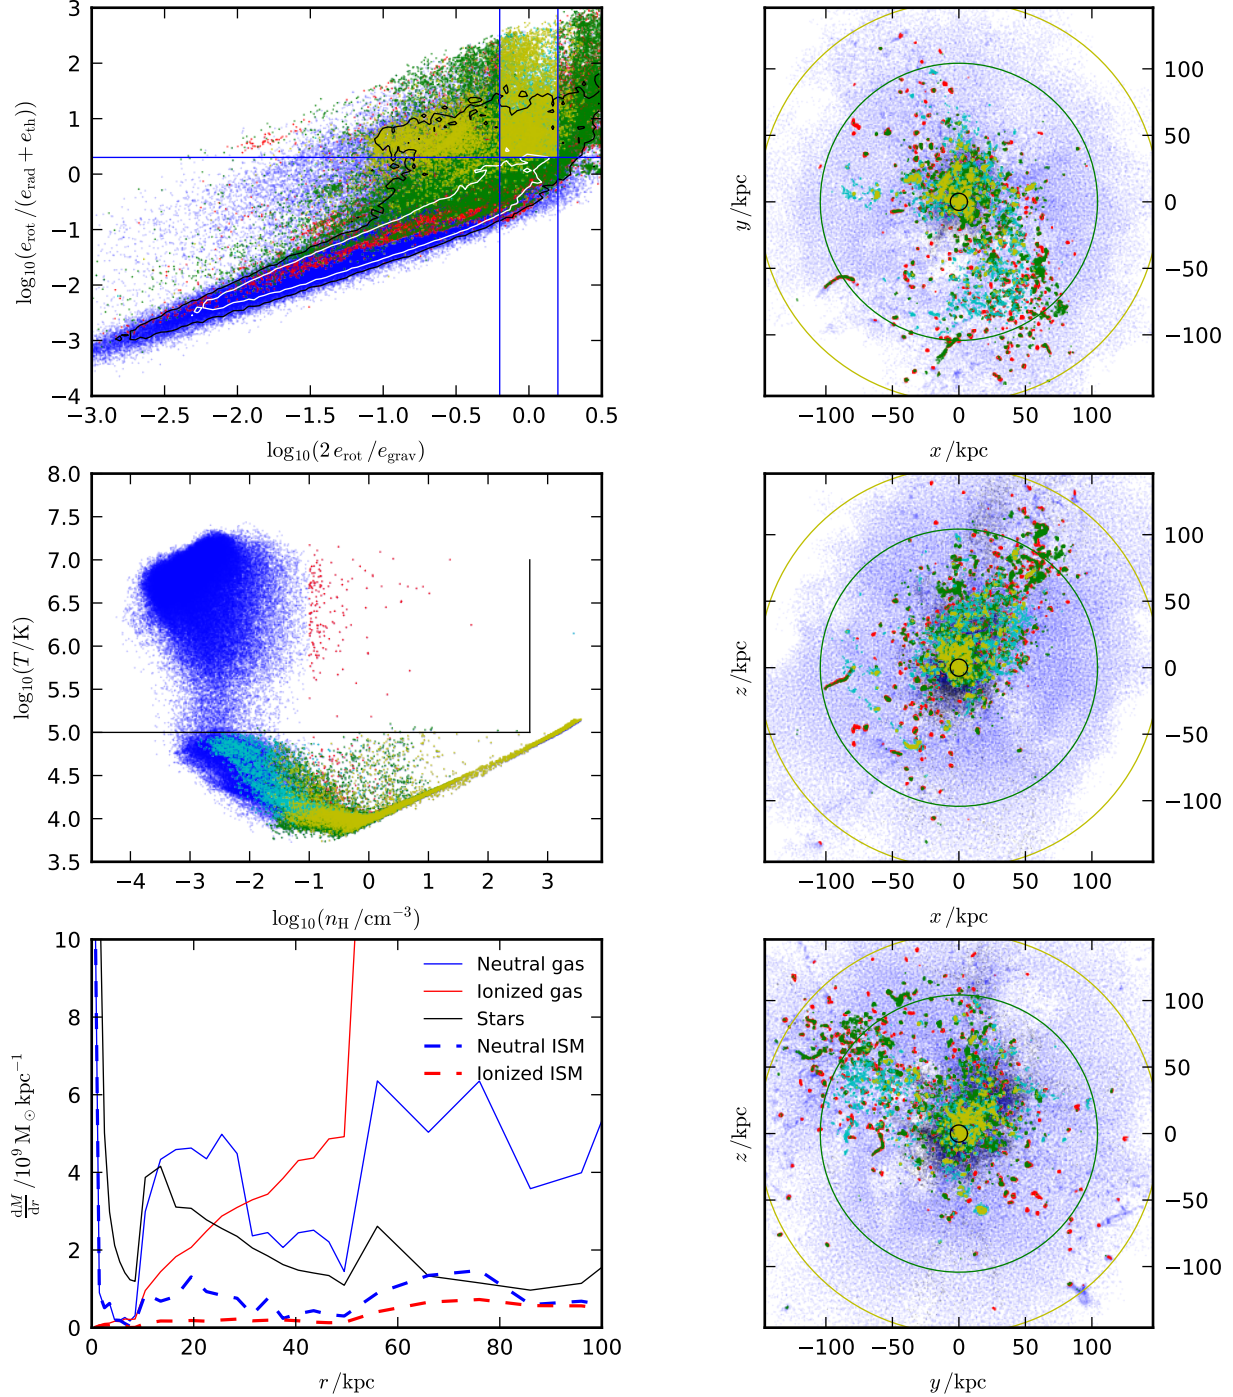 3
2
1
0
−1
−2
−3
−4
log₁₀(e_rot/(e_rad + e_th))
−3.0 −2.5 −2.0 −1.5 −1.0 −0.5 0.0 0.5
log₁₀(2 e_rot/e_grav)
100
50
0
−50
−100
y/kpc
−100 −50 0 50 100
x/kpc
8.0
7.5
7.0
6.5
6.0
5.5
5.0
4.5
4.0
3.5
log₁₀(T/K)
−4 −3 −2 −1 0 1 2 3
log₁₀(n_H/cm⁻³)
100
50
0
−50
−100
z/kpc
−100 −50 0 50 100
x/kpc
10
8
6
4
2
0
dM/dr /10⁹ M⊙ kpc⁻¹
Neutral gas
Ionized gas
Stars
Neutral ISM
Ionized ISM
0 20 40 60 80 100
r/kpc
100
50
0
−50
−100
z/kpc
−100 −50 0 50 100
y/kpc